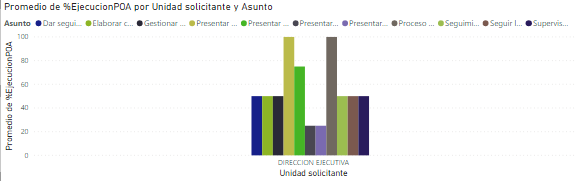 Promedio de %EjecucionPOA por Unidad solicitante y Asunto
Asunto Dar segui... Elaborar c... Gestionar ... Presentar ... Presentar ... Presentar... Presentar... Proceso ... Seguimi... Seguir l... Supervis...
Promedio de %EjecucionPOA
100
80
60
40
20
0
DIRECCION EJECUTIVA
Unidad solicitante